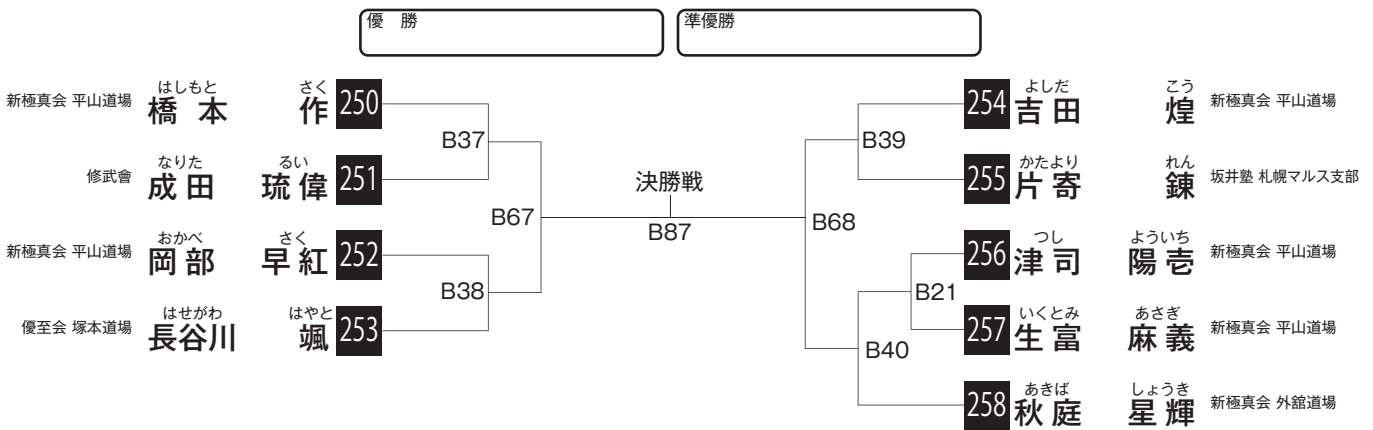 優 勝
準優勝
はしもと さく
新極真会 平山道場 橋本 作 250
なりた るい
修武會 成田 琉偉 251
おかべ さく
新極真会 平山道場 岡部 早紅 252
はせがわ はやと
優至会 塚本道場 長谷川 颯 253
B37
B38
B67
決勝戦
B87
B68
B39
B21
B40
よしだ こう
254 吉田 煌 新極真会 平山道場
かたより れん
255 片寄 錬 坂井塾 札幌マルス支部
つし よういち
256 津司 陽壱 新極真会 平山道場
いくとみ あさぎ
257 生富 麻義 新極真会 平山道場
あきば しょうき
258 秋庭 星輝 新極真会 外舘道場